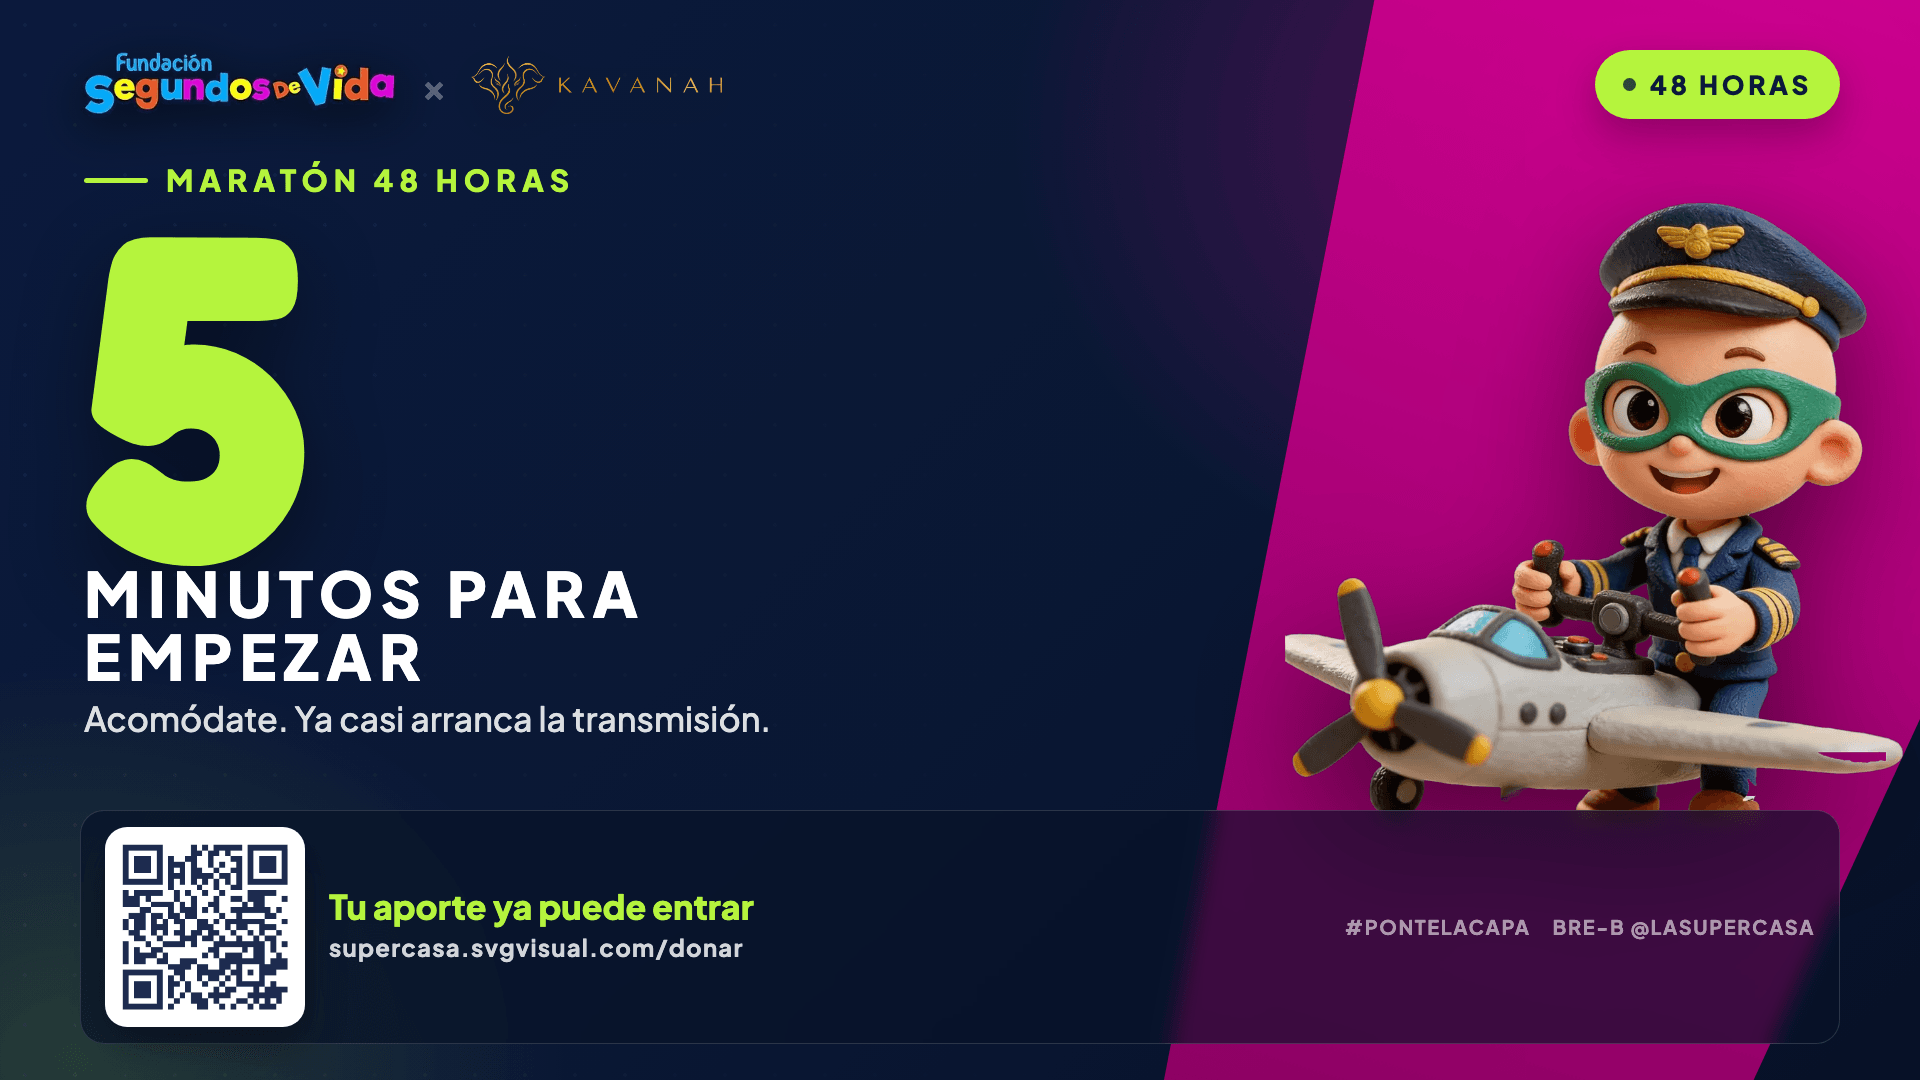 Fundación
Segundos de Vida
×
KAVANAH
48 HORAS
MARATÓN 48 HORAS
5
MINUTOS PARA
EMPEZAR
Acomódate. Ya casi arranca la transmisión.
Tu aporte ya puede entrar
supercasa.svgvisual.com/donar
#PONTELACAPA BRE-B @LASUPERCASA